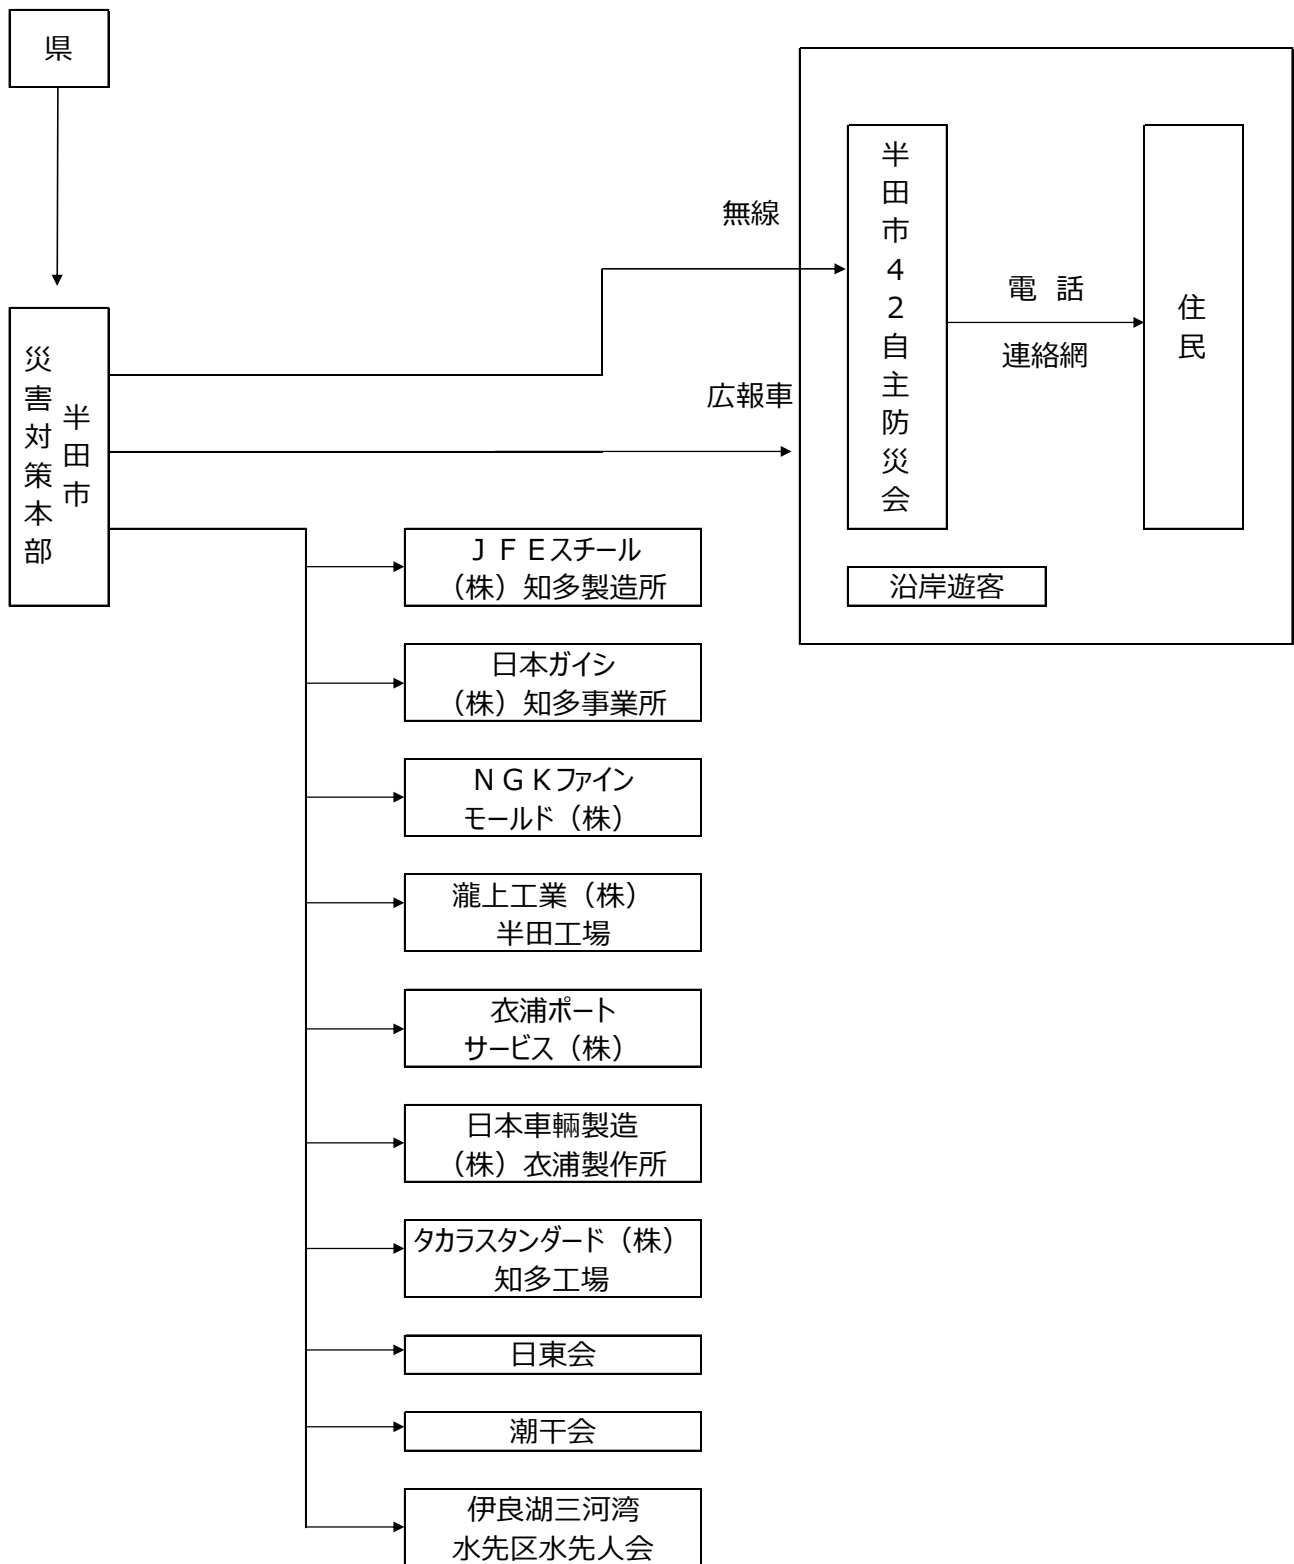 県
無線
半田市４２自主防災会
電　話
連絡網
住民
半田市
災害対策本部
広報車
沿岸遊客
ＪＦＥスチール
（株）知多製造所
日本ガイシ
（株）知多事業所
ＮＧＫファイン
モールド（株）
瀧上工業（株）
半田工場
衣浦ポート
サービス（株）
日本車輛製造
（株）衣浦製作所
タカラスタンダード（株）
知多工場
日東会
潮干会
伊良湖三河湾
水先区水先人会